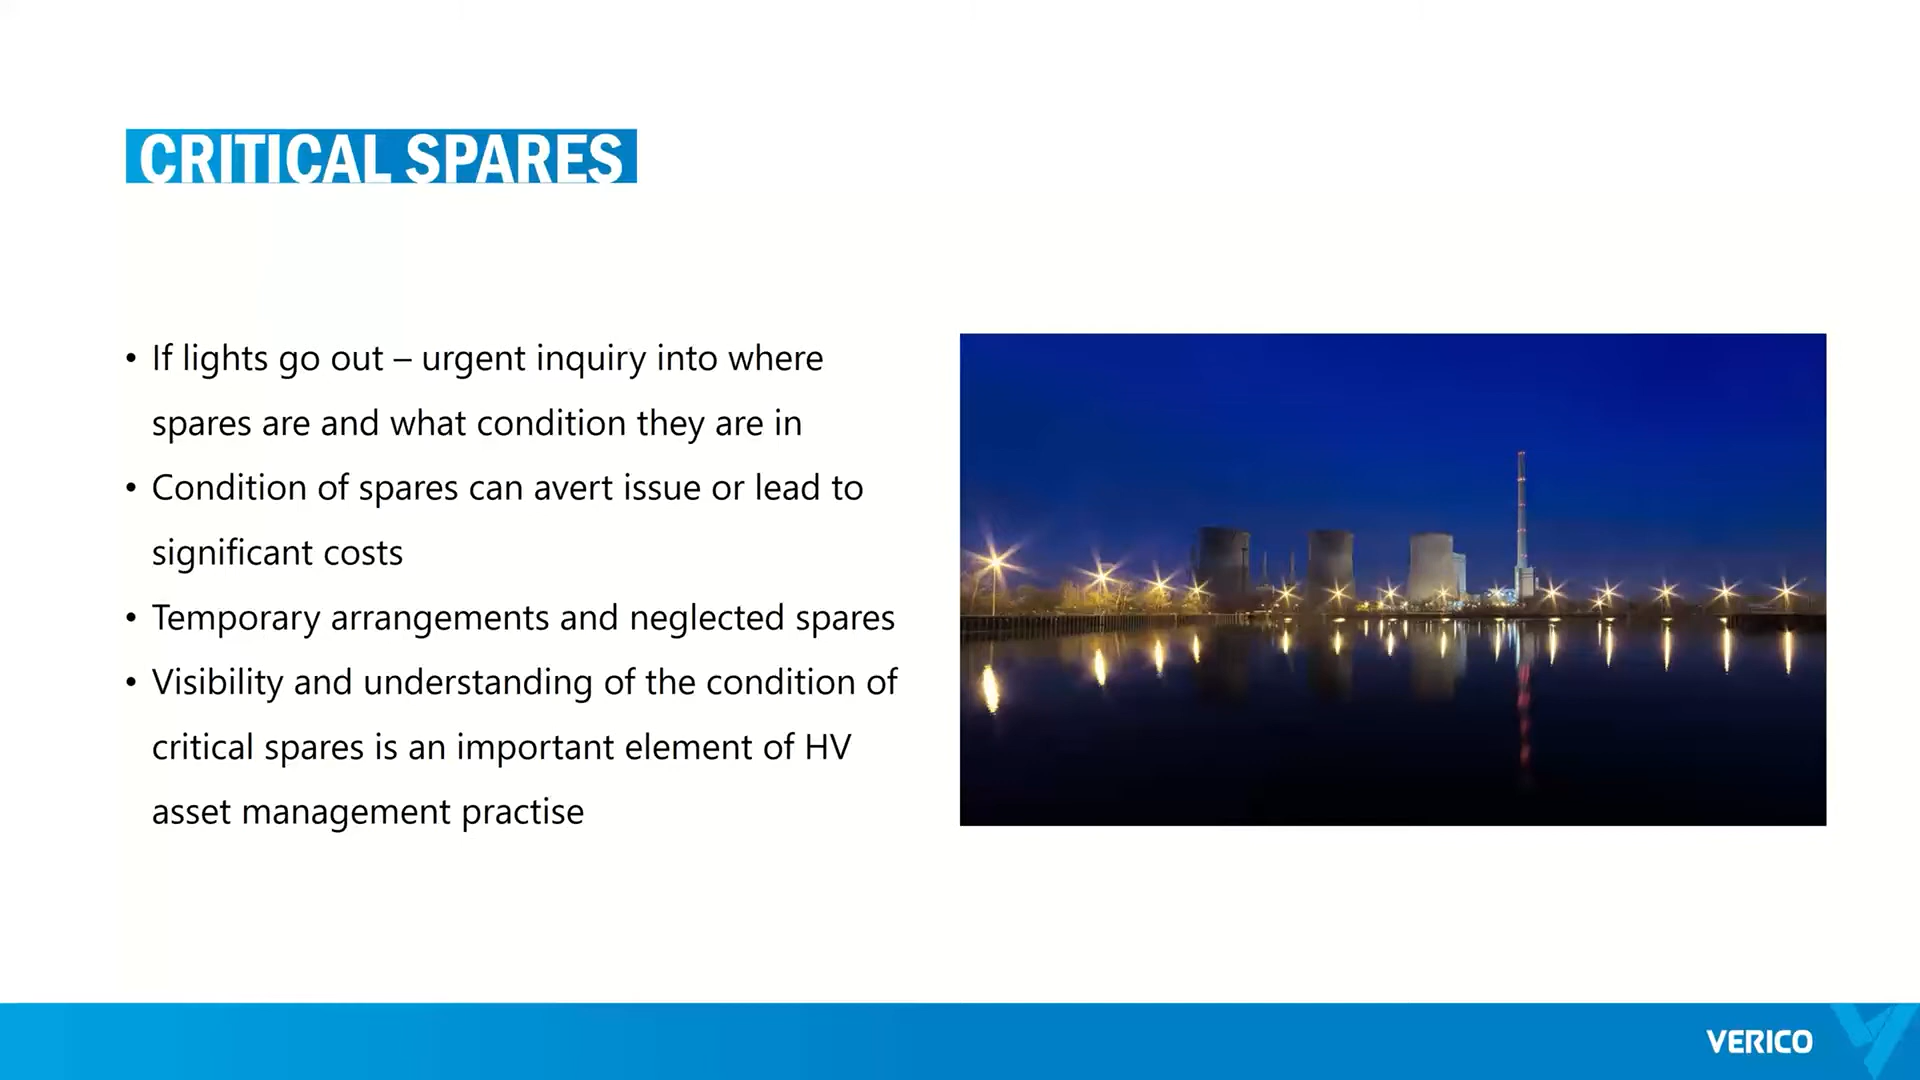 CRITICAL SPARES
• If lights go out – urgent inquiry into where
spares are and what condition they are in
• Condition of spares can avert issue or lead to
significant costs
• Temporary arrangements and neglected spares
• Visibility and understanding of the condition of
critical spares is an important element of HV
asset management practise
VERICO